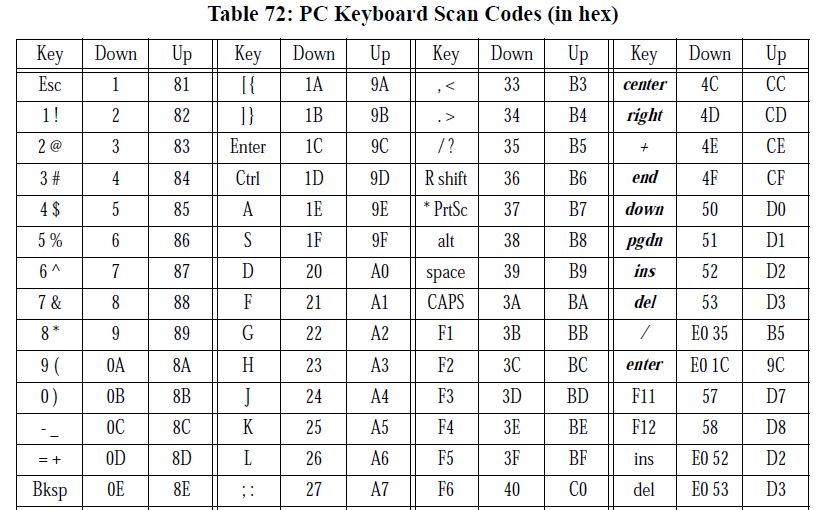 Table 72: PC Keyboard Scan Codes (in hex)
Key Down Up Key Down Up Key Down Up Key Down Up
Esc 1 81 [ { 1A 9A , < 33 B3 center 4C CC
1 ! 2 82 ] } 1B 9B . > 34 B4 right 4D CD
2 @ 3 83 Enter 1C 9C / ? 35 B5 + 4E CE
3 # 4 84 Ctrl 1D 9D R shift 36 B6 end 4F CF
4 $ 5 85 A 1E 9E * PrtSc 37 B7 down 50 D0
5 % 6 86 S 1F 9F alt 38 B8 pgdn 51 D1
6 ^ 7 87 D 20 A0 space 39 B9 ins 52 D2
7 & 8 88 F 21 A1 CAPS 3A BA del 53 D3
8 * 9 89 G 22 A2 F1 3B BB / E0 35 B5
9 ( 0A 8A H 23 A3 F2 3C BC enter E0 1C 9C
0 ) 0B 8B J 24 A4 F3 3D BD F11 57 D7
- _ 0C 8C K 25 A5 F4 3E BE F12 58 D8
= + 0D 8D L 26 A6 F5 3F BF ins E0 52 D2
Bksp 0E 8E ; : 27 A7 F6 40 C0 del E0 53 D3